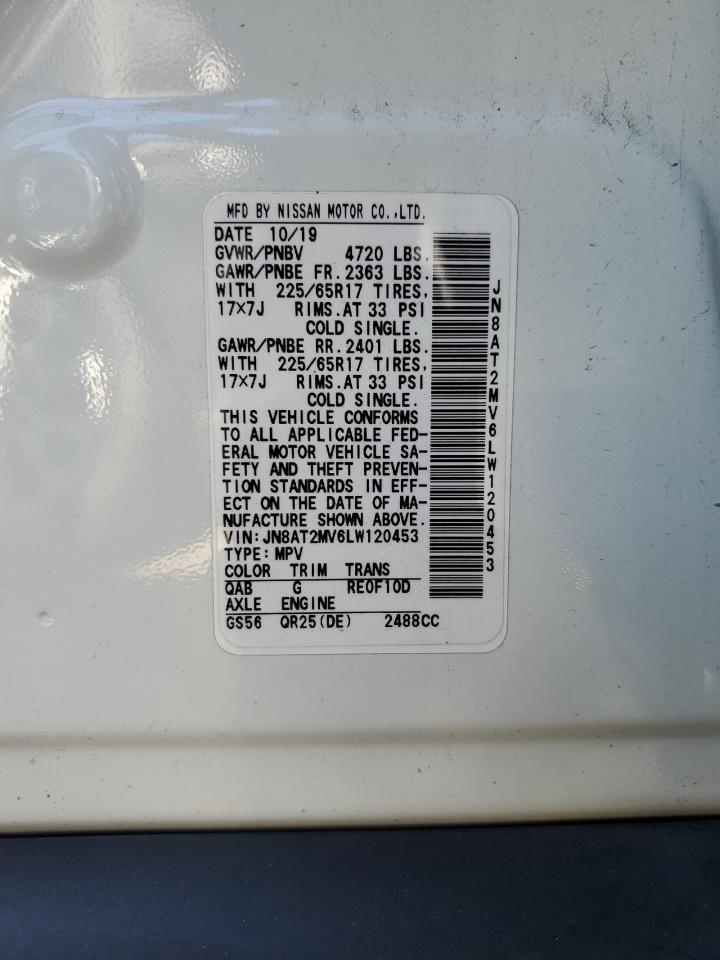 MFD BY NISSAN MOTOR CO.,LTD.
DATE 10/19
GVWR/PNBV 4720 LBS.
GAWR/PNBE FR.2363 LBS.
WITH 225/65R17 TIRES,
17×7J RIMS.AT 33 PSI
COLD SINGLE.
GAWR/PNBE RR.2401 LBS.
WITH 225/65R17 TIRES,
17×7J RIMS.AT 33 PSI
COLD SINGLE.
THIS VEHICLE CONFORMS
TO ALL APPLICABLE FED-
ERAL MOTOR VEHICLE SA-
FETY AND THEFT PREVEN-
TION STANDARDS IN EFF-
ECT ON THE DATE OF MA-
NUFACTURE SHOWN ABOVE.
VIN:JN8AT2MV6LW120453
TYPE:MPV
COLOR TRIM TRANS
QAB G RE0F10D
AXLE ENGINE
GS56 QR25(DE) 2488CC
JN8AT2MV6LW120453